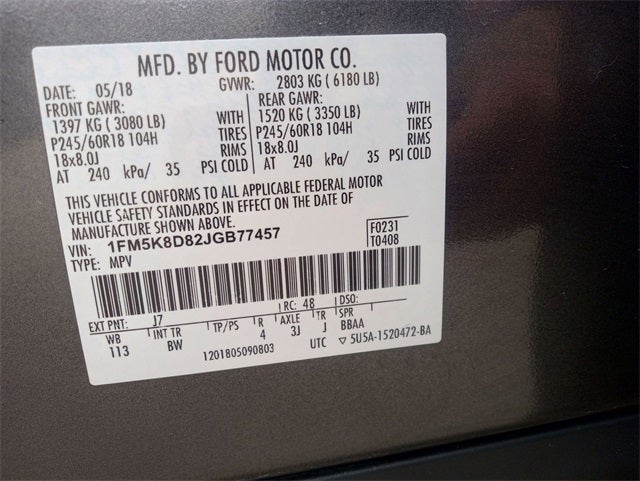 MFD. BY FORD MOTOR CO.
DATE: 05/18 GVWR: 2803 KG ( 6180 LB)
FRONT GAWR: REAR GAWR:
1397 KG ( 3080 LB) WITH 1520 KG ( 3350 LB) WITH
P245/60R18 104H TIRES P245/60R18 104H TIRES
18x8.0J RIMS 18x8.0J RIMS
AT 240 kPa/ 35 PSI COLD AT 240 kPa/ 35 PSI COLD
THIS VEHICLE CONFORMS TO ALL APPLICABLE FEDERAL MOTOR
VEHICLE SAFETY STANDARDS IN EFFECT ON THE DATE OF
MANUFACTURE SHOWN ABOVE.
VIN: 1FM5K8D82JGB77457 F0231
TYPE: MPV T0408
EXT PNT: J7 RC: 48 DSO:
WB INT TR TP/PS R AXLE TR SPR
113 BW 4 3J J BBAA
1201805090803 UTC ▽ 5U5A-1520472-BA